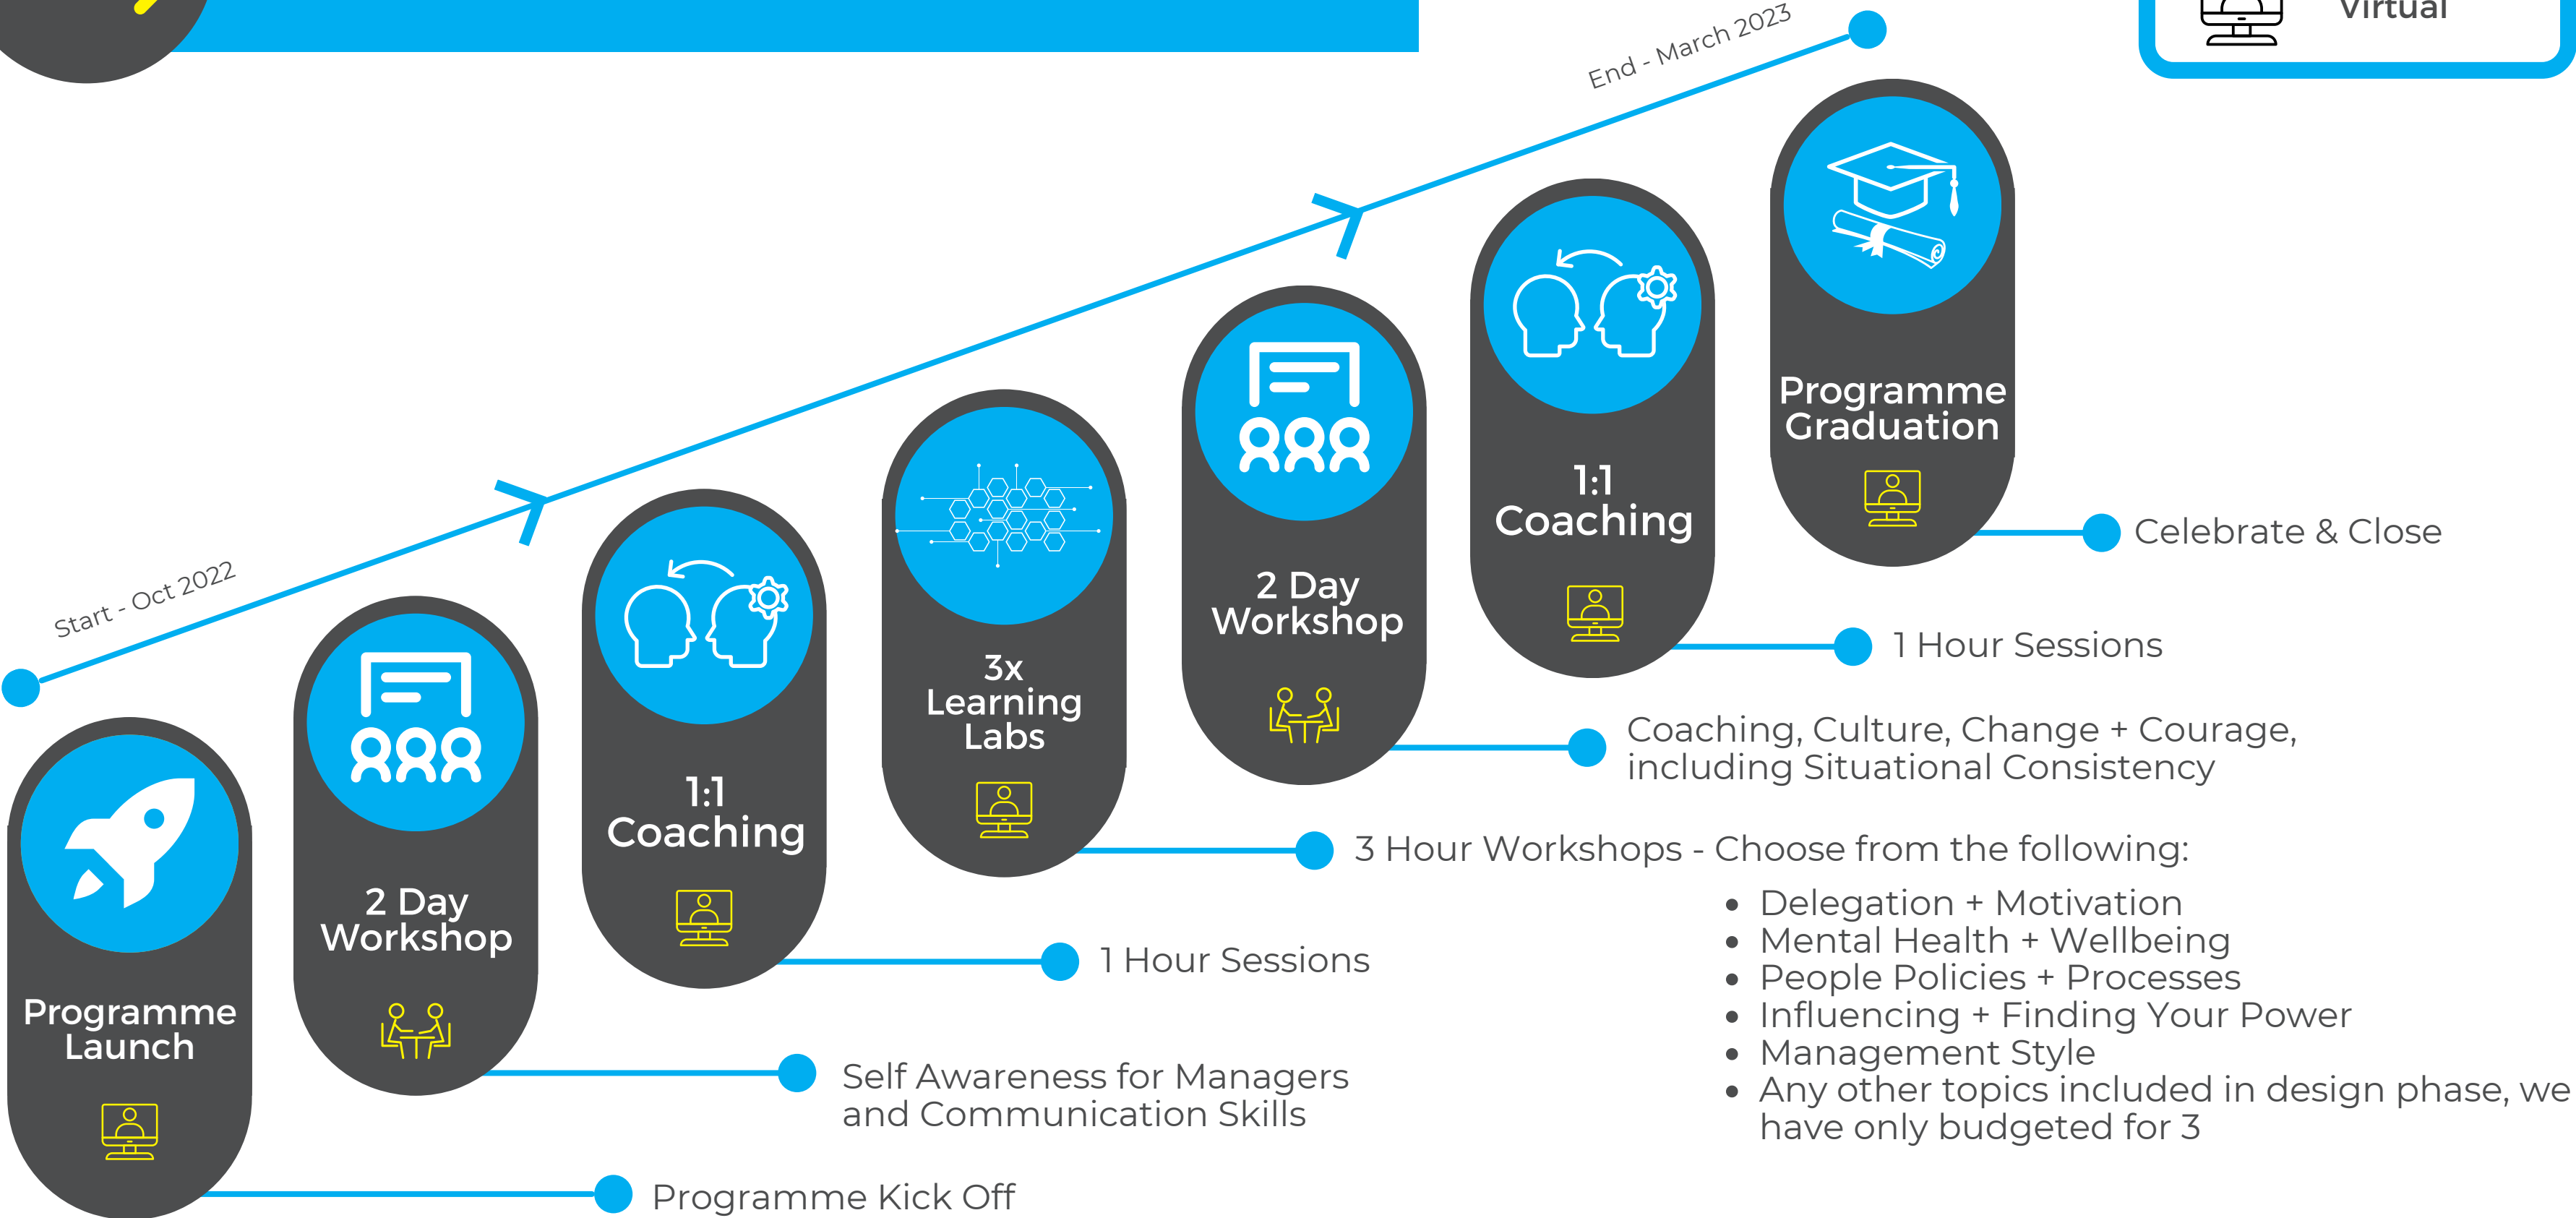 Virtual
End - March 2023
Start - Oct 2022
Programme
Launch
Programme Kick Off
2 Day
Workshop
Self Awareness for Managers
and Communication Skills
1:1
Coaching
1 Hour Sessions
3x
Learning
Labs
3 Hour Workshops - Choose from the following:
• Delegation + Motivation
• Mental Health + Wellbeing
• People Policies + Processes
• Influencing + Finding Your Power
• Management Style
• Any other topics included in design phase, we
have only budgeted for 3
2 Day
Workshop
Coaching, Culture, Change + Courage,
including Situational Consistency
1:1
Coaching
1 Hour Sessions
Programme
Graduation
Celebrate & Close